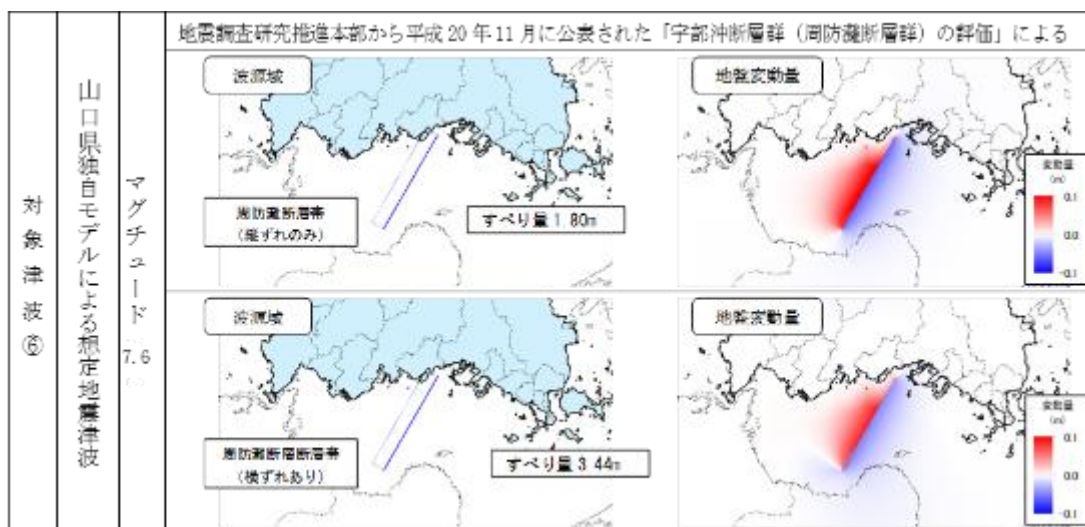 対象津波⑥
山口県独自モデルによる想定地震津波
マグチュード
7.6
地震調査研究推進本部から平成20年11月に公表された「宇部沖断層群（周防灘断層群）の評価」による
波源域
周防灘断層帯
（縦ずれのみ）
すべり量 1.80m
地盤変動量
変動量
(m)
0.1
0.0
-0.1
波源域
周防灘断層断層帯
（横ずれあり）
すべり量 3.44m
地盤変動量
変動量
(m)
0.1
0.0
-0.1